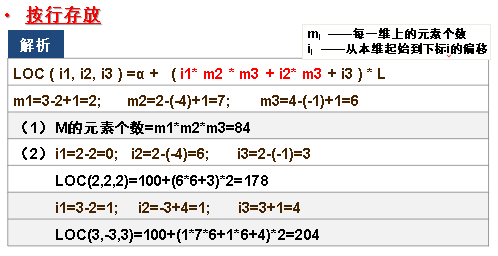 • 按行存放
mi ——每一维上的元素个数
ii ——从本维起始到下标i的偏移
解析
LOC ( i1, i2, i3 ) =α + ( i1* m2 * m3 + i2* m3 + i3 ) * L
m1=3-2+1=2; m2=2-(-4)+1=7; m3=4-(-1)+1=6
（1）M的元素个数=m1*m2*m3=84
（2）i1=2-2=0; i2=2-(-4)=6; i3=2-(-1)=3
LOC(2,2,2)=100+(6*6+3)*2=178
i1=3-2=1; i2=-3+4=1; i3=3+1=4
LOC(3,-3,3)=100+(1*7*6+1*6+4)*2=204